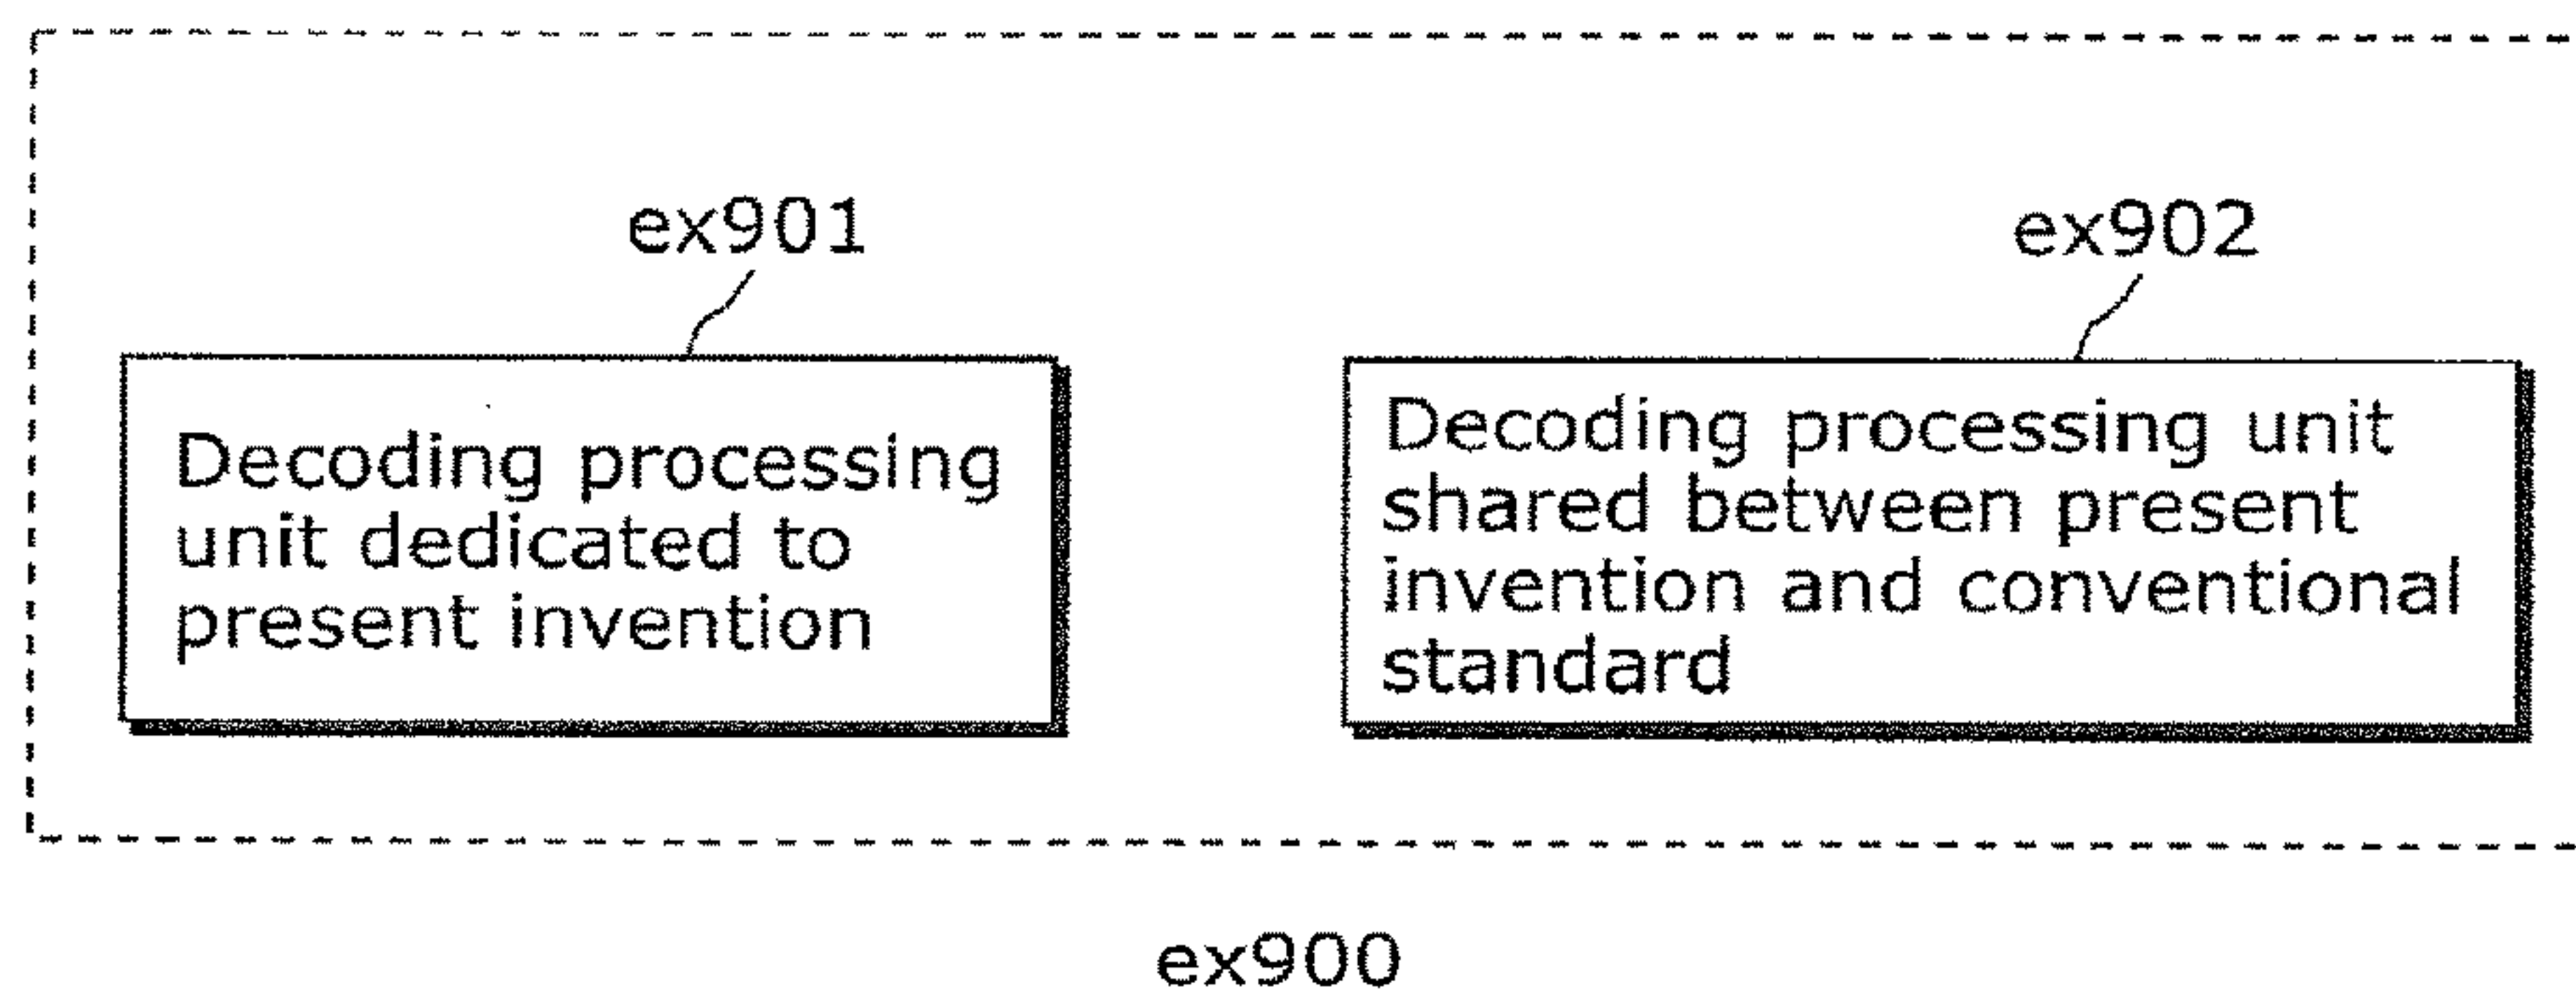 ex901
ex902
Decoding processing
unit dedicated to
present invention
Decoding processing unit
shared between present
invention and conventional
standard
ex900